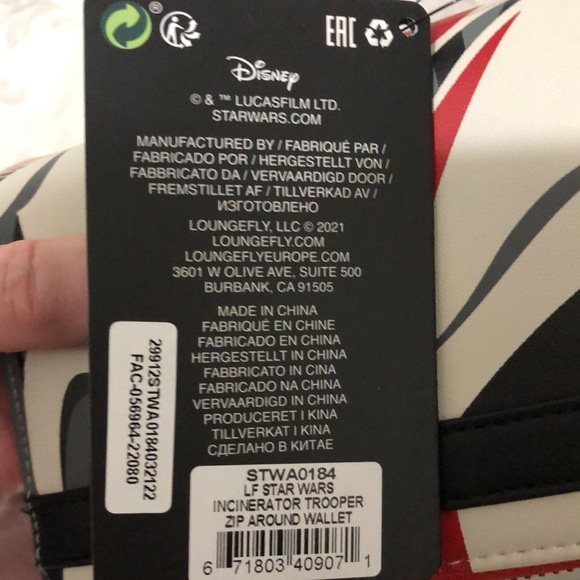 EAC
Disney
© & ™ LUCASFILM LTD.
STARWARS.COM
MANUFACTURED BY / FABRIQUÉ PAR /
FABRICADO POR / HERGESTELLT VON /
FABBRICATO DA / VERVAARDIGD DOOR /
FREMSTILLET AF / TILLVERKAD AV /
ИЗГОТОВЛЕНО
LOUNGEFLY, LLC © 2021
LOUNGEFLY.COM
LOUNGEFLYEUROPE.COM
3601 W OLIVE AVE, SUITE 500
BURBANK, CA 91505
MADE IN CHINA
FABRIQUÉ EN CHINE
FABRICADO EN CHINA
HERGESTELLT IN CHINA
FABBRICATO IN CINA
FABRICADO NA CHINA
VERVAARDIGD IN CHINA
PRODUCERET I KINA
TILLVERKAT I KINA
СДЕЛАНО В КИТАЕ
29912STWA0184032122
FAC-056964-22080
STWA0184
LF STAR WARS
INCINERATOR TROOPER
ZIP AROUND WALLET
6 71803 40907 1